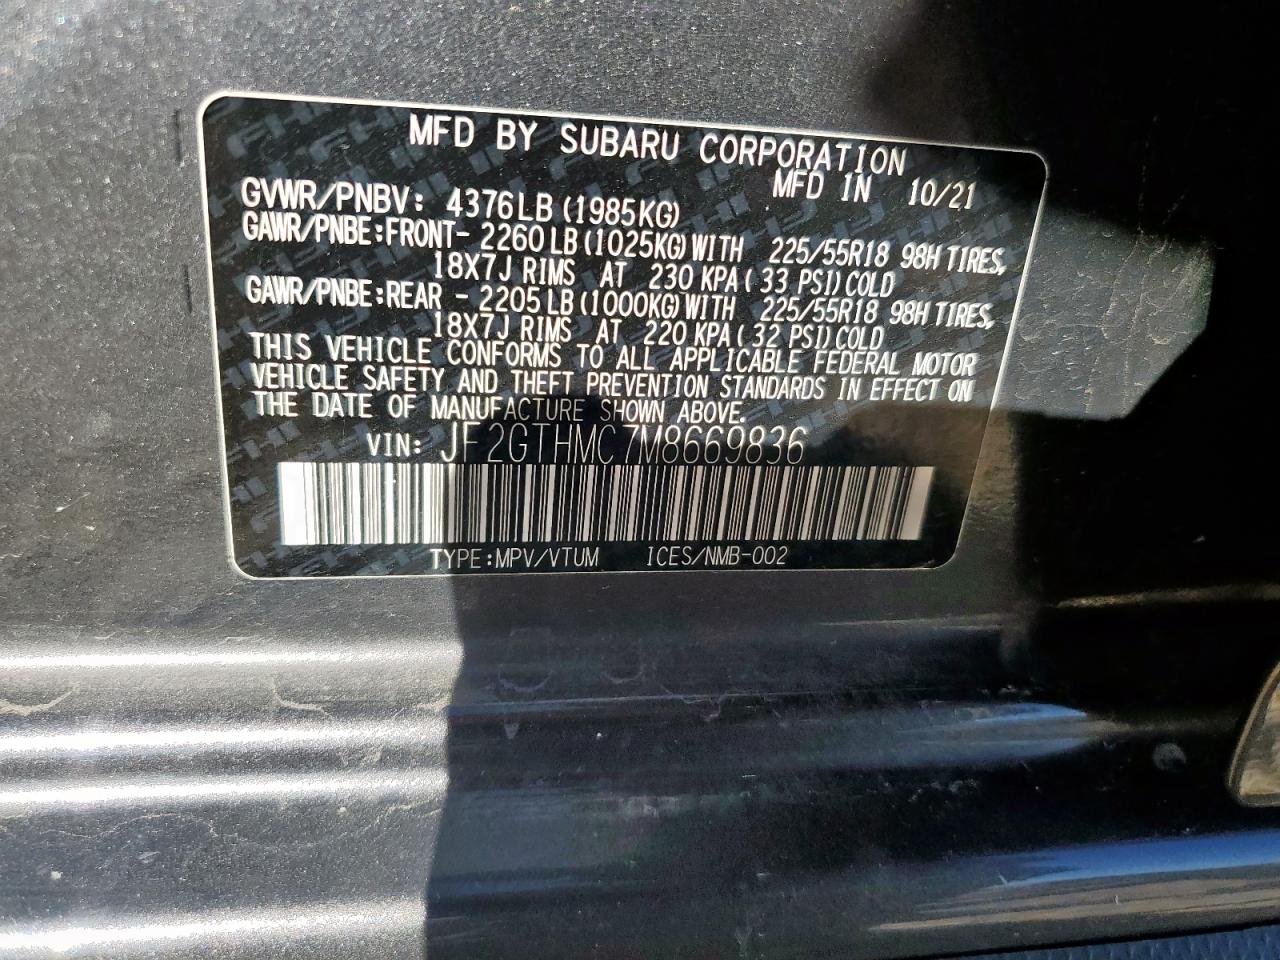 MFD BY SUBARU CORPORATION
MFD IN 10/21
GVWR/PNBV: 4376LB (1985KG)
GAWR/PNBE:FRONT- 2260LB(1025KG)WITH 225/55R18 98H TIRES,
18X7J RIMS AT 230 KPA( 33 PSI)COLD
GAWR/PNBE:REAR - 2205LB(1000KG)WITH 225/55R18 98H TIRES,
18X7J RIMS AT 220 KPA( 32 PSI)COLD
THIS VEHICLE CONFORMS TO ALL APPLICABLE FEDERAL MOTOR
VEHICLE SAFETY AND THEFT PREVENTION STANDARDS IN EFFECT ON
THE DATE OF MANUFACTURE SHOWN ABOVE.
VIN: JF2GTHMC7M8669836
TYPE:MPV/VTUM ICES/NMB-002